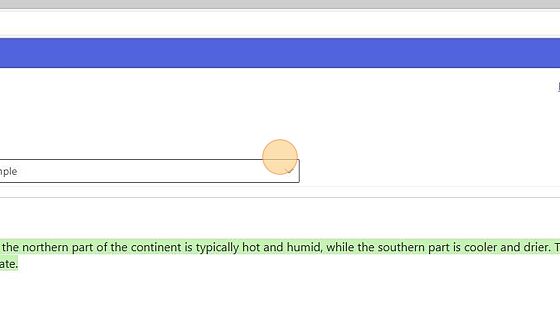 mple
the northern part of the continent is typically hot and humid, while the southern part is cooler and drier. T
ate.